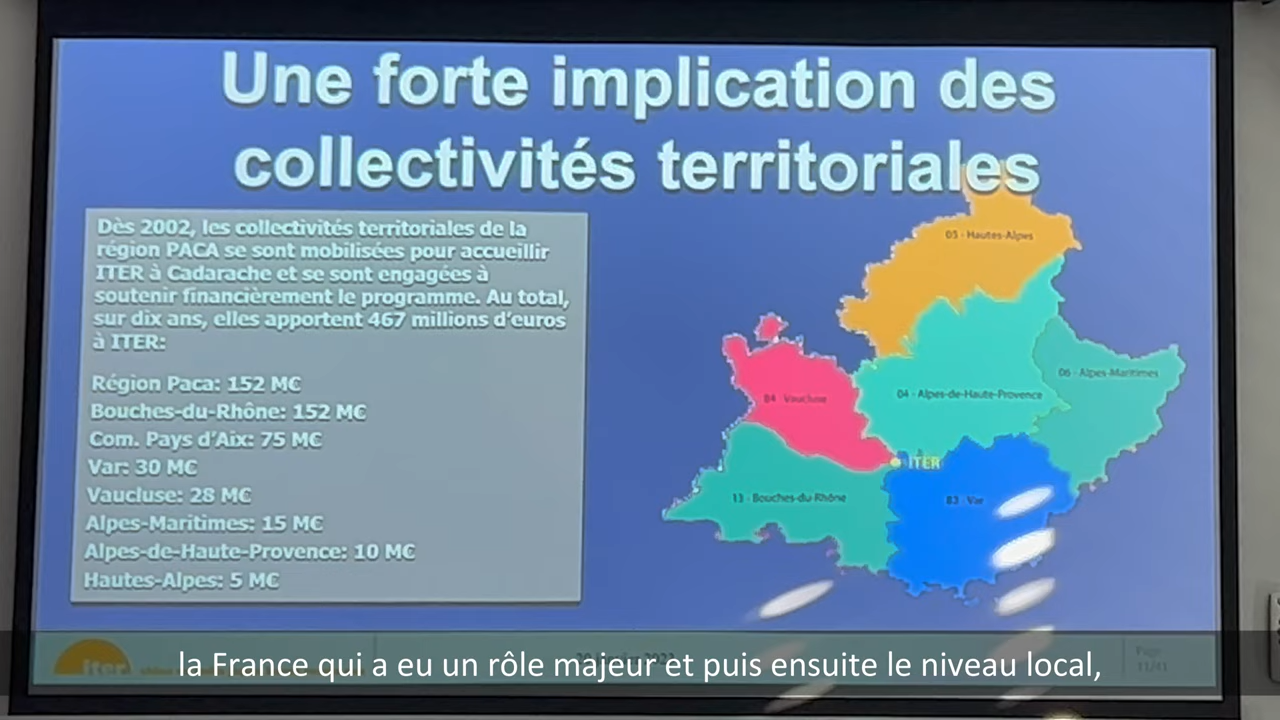 Une forte implication des
collectivités territoriales
Dès 2002, les collectivités territoriales de la
région PACA se sont mobilisées pour accueillir
ITER à Cadarache et se sont engagées à
soutenir financièrement le programme. Au total,
sur dix ans, elles apportent 467 millions d'euros
à ITER:
Région Paca: 152 M€
Bouches-du-Rhône: 152 M€
Com. Pays d'Aix: 75 M€
Var: 30 M€
Vaucluse: 28 M€
Alpes-Maritimes: 15 M€
Alpes-de-Haute-Provence: 10 M€
Hautes-Alpes: 5 M€
05 - Hautes-Alpes
06 - Alpes-Maritimes
04 - Alpes-de-Haute-Provence
84 - Vaucluse
ITER
13 - Bouches-du-Rhône
83 - Var
iter
Page
11/41
la France qui a eu un rôle majeur et puis ensuite le niveau local,